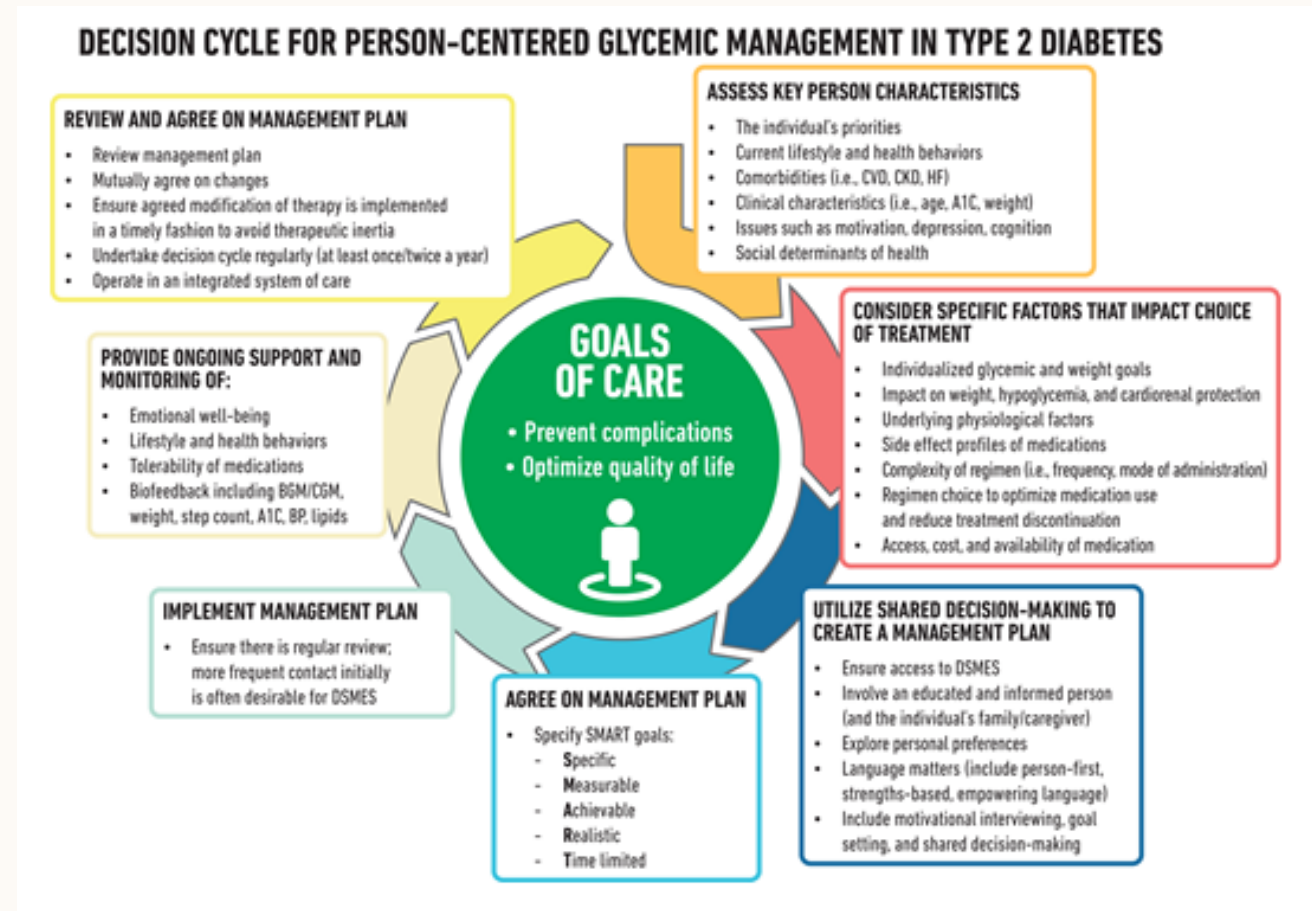 DECISION CYCLE FOR PERSON-CENTERED GLYCEMIC MANAGEMENT IN TYPE 2 DIABETES
REVIEW AND AGREE ON MANAGEMENT PLAN
• Review management plan
• Mutually agree on changes
• Ensure agreed modification of therapy is implemented
in a timely fashion to avoid therapeutic inertia
• Undertake decision cycle regularly (at least once/twice a year)
• Operate in an integrated system of care
ASSESS KEY PERSON CHARACTERISTICS
• The individual's priorities
• Current lifestyle and health behaviors
• Comorbidities (i.e., CVD, CKD, HF)
• Clinical characteristics (i.e., age, A1C, weight)
• Issues such as motivation, depression, cognition
• Social determinants of health
CONSIDER SPECIFIC FACTORS THAT IMPACT CHOICE
OF TREATMENT
• Individualized glycemic and weight goals
• Impact on weight, hypoglycemia, and cardiorenal protection
• Underlying physiological factors
• Side effect profiles of medications
• Complexity of regimen (i.e., frequency, mode of administration)
• Regimen choice to optimize medication use
and reduce treatment discontinuation
• Access, cost, and availability of medication
UTILIZE SHARED DECISION-MAKING TO
CREATE A MANAGEMENT PLAN
• Ensure access to DSMES
• Involve an educated and informed person
(and the individual's family/caregiver)
• Explore personal preferences
• Language matters (include person-first,
strengths-based, empowering language)
• Include motivational interviewing, goal
setting, and shared decision-making
AGREE ON MANAGEMENT PLAN
• Specify SMART goals:
- Specific
- Measurable
- Achievable
- Realistic
- Time limited
IMPLEMENT MANAGEMENT PLAN
• Ensure there is regular review;
more frequent contact initially
is often desirable for DSMES
PROVIDE ONGOING SUPPORT AND
MONITORING OF:
• Emotional well-being
• Lifestyle and health behaviors
• Tolerability of medications
• Biofeedback including BGM/CGM,
weight, step count, A1C, BP, lipids
GOALS
OF CARE
• Prevent complications
• Optimize quality of life